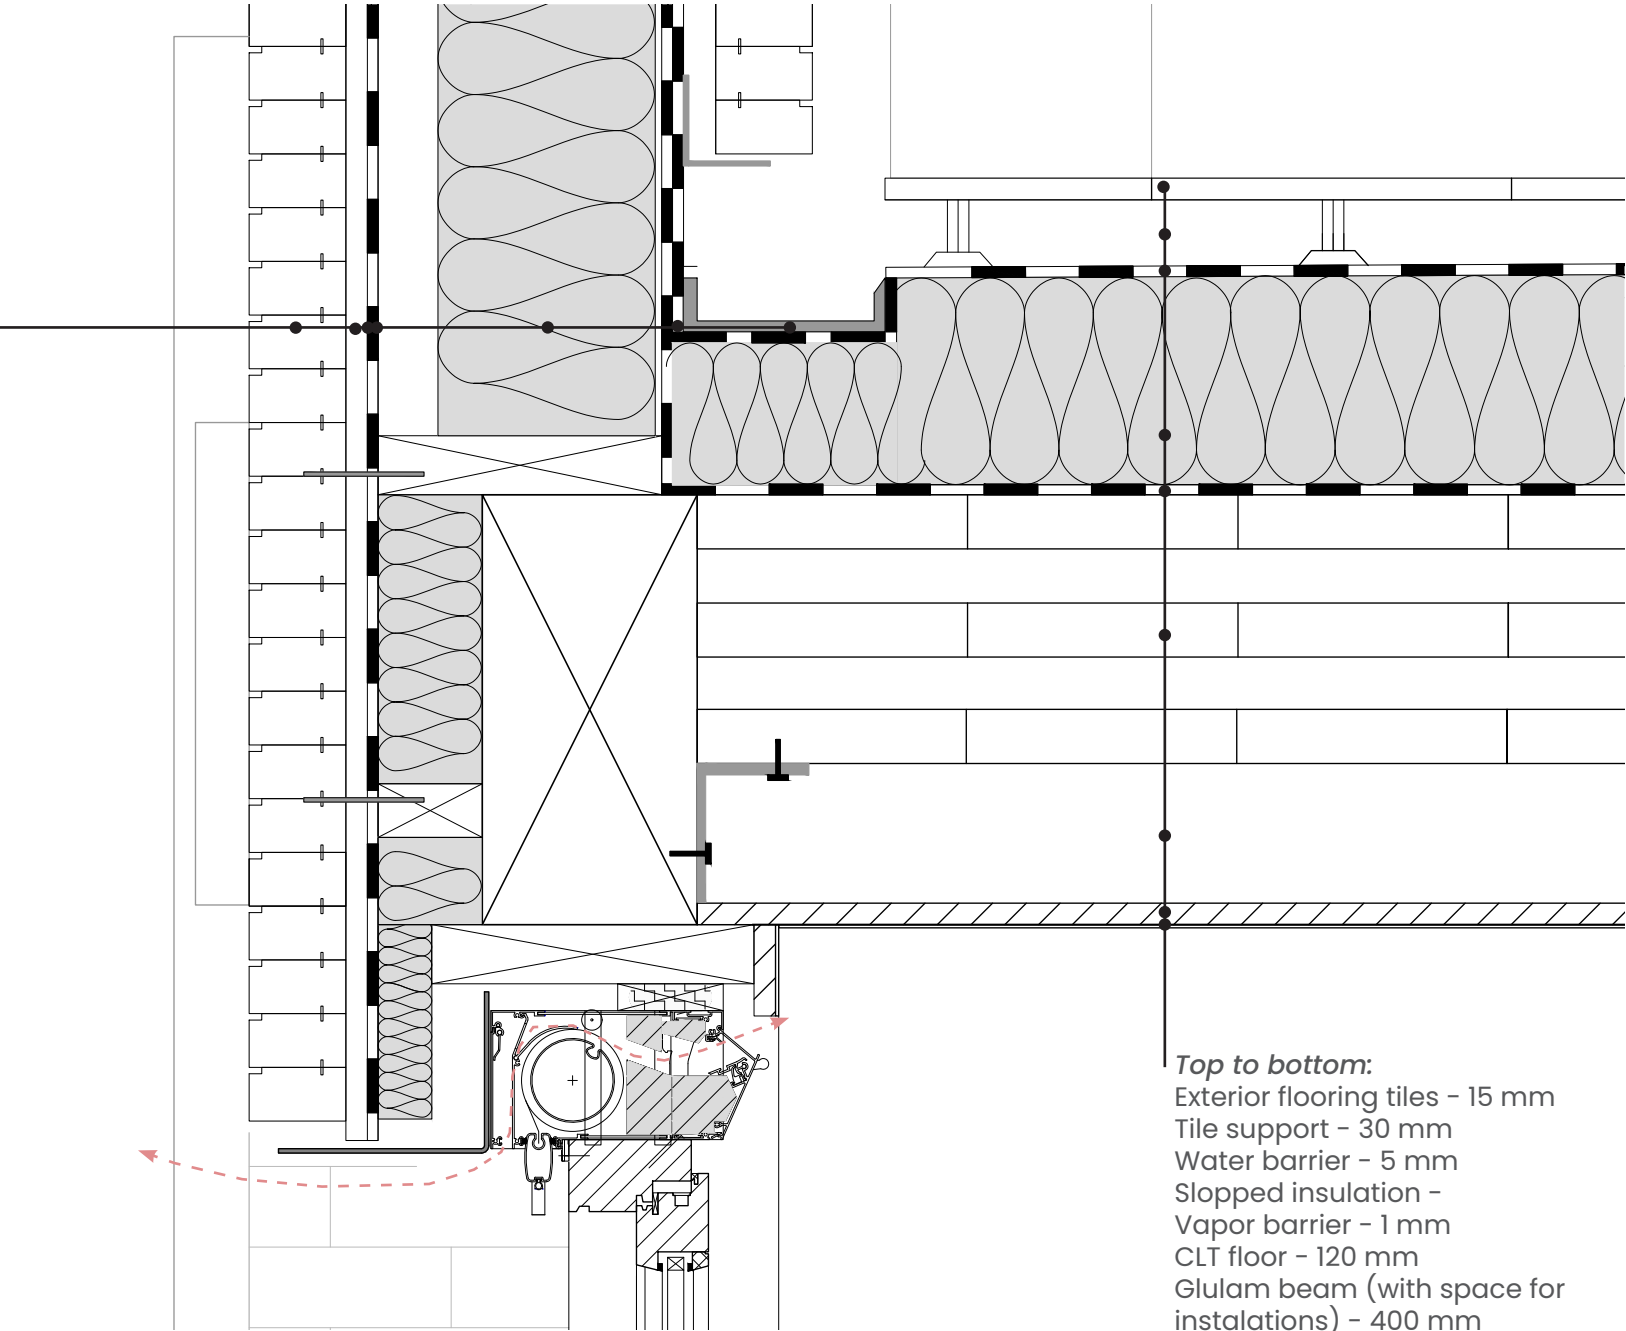 Top to bottom:
Exterior flooring tiles - 15 mm
Tile support - 30 mm
Water barrier - 5 mm
Slopped insulation -
Vapor barrier - 1 mm
CLT floor - 120 mm
Glulam beam (with space for
instalations) - 400 mm